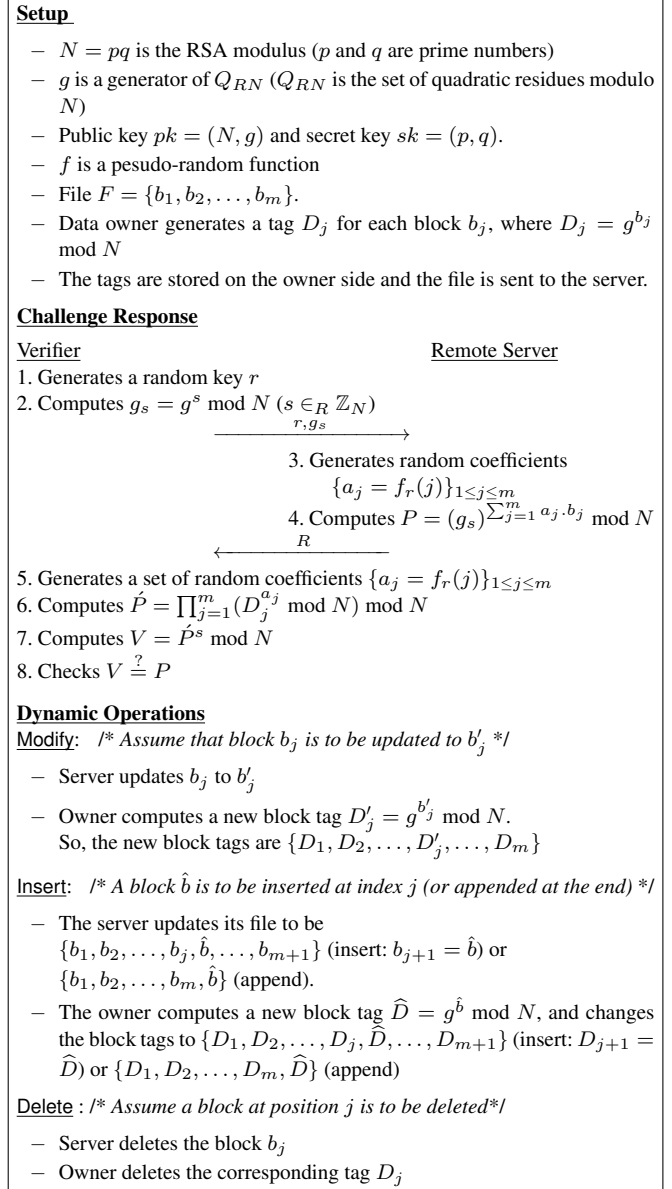 Setup
− N = pq is the RSA modulus (p and q are prime numbers)
− g is a generator of Q_{RN} (Q_{RN} is the set of quadratic residues modulo
N)
− Public key pk = (N, g) and secret key sk = (p, q).
− f is a pesudo-random function
− File F = {b_1, b_2, . . . , b_m}.
− Data owner generates a tag D_j for each block b_j, where D_j = g^{b_j}
mod N
− The tags are stored on the owner side and the file is sent to the server.
Challenge Response
Verifier Remote Server
1. Generates a random key r
2. Computes g_s = g^s mod N (s ∈_R ℤ_N)
r,g_s
3. Generates random coefficients
{a_j = f_r(j)}_{1≤j≤m}
4. Computes P = (g_s)^{∑_{j=1}^{m} a_j.b_j} mod N
R
5. Generates a set of random coefficients {a_j = f_r(j)}_{1≤j≤m}
6. Computes Ṕ = ∏_{j=1}^{m}(D_j^{a_j} mod N) mod N
7. Computes V = Ṕ^s mod N
8. Checks V ≟ P
Dynamic Operations
Modify: /* Assume that block b_j is to be updated to b′_j */
− Server updates b_j to b′_j
− Owner computes a new block tag D′_j = g^{b′_j} mod N.
So, the new block tags are {D_1, D_2, . . . , D′_j, . . . , D_m}
Insert: /* A block b̂ is to be inserted at index j (or appended at the end) */
− The server updates its file to be
{b_1, b_2, . . . , b_j, b̂, . . . , b_{m+1}} (insert: b_{j+1} = b̂) or
{b_1, b_2, . . . , b_m, b̂} (append).
− The owner computes a new block tag D̂ = g^{b̂} mod N, and changes
the block tags to {D_1, D_2, . . . , D_j, D̂, . . . , D_{m+1}} (insert: D_{j+1} =
D̂) or {D_1, D_2, . . . , D_m, D̂} (append)
Delete : /* Assume a block at position j is to be deleted*/
− Server deletes the block b_j
− Owner deletes the corresponding tag D_j